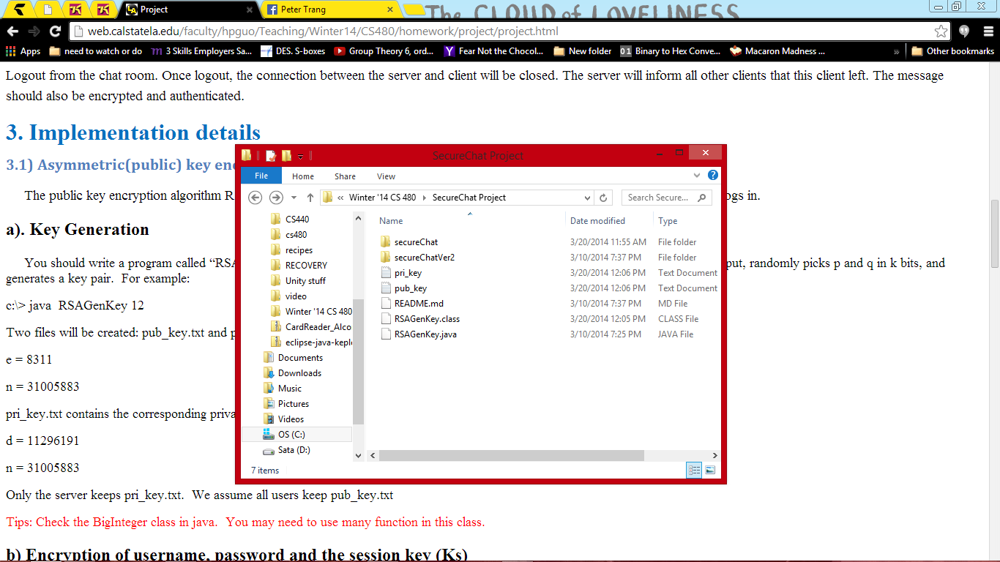 Project
Peter Trang
The CLOUD of LOVELINESS
web.calstatela.edu/faculty/hpguo/Teaching/Winter14/CS480/homework/project/project.html
Apps
need to watch or do
3 Skills Employers Sa...
DES. S-boxes
Group Theory 6, ord...
Fear Not the Chocol...
New folder
Binary to Hex Conve...
Macaron Madness ...
»
Other bookmarks
Logout from the chat room. Once logout, the connection between the server and client will be closed. The server will inform all other clients that this client left. The message
should also be encrypted and authenticated.
3. Implementation details
3.1) Asymmetric(public) key en
The public key encryption algorithm R
ogs in.
a). Key Generation
You should write a program called “RSA
put, randomly picks p and q in k bits, and
generates a key pair.  For example:
c:\> java  RSAGenKey 12
Two files will be created: pub_key.txt and p
e = 8311
n = 31005883
pri_key.txt contains the corresponding priva
d = 11296191
n = 31005883
Only the server keeps pri_key.txt.  We assume all users keep pub_key.txt
Tips: Check the BigInteger class in java.  You may need to use many function in this class.
b) Encryption of username, password and the session key (Ks)
SecureChat Project
File
Home
Share
View
« Winter '14 CS 480
SecureChat Project
Search Secure...
CS440
cs480
recipes
RECOVERY
Unity stuff
video
Winter '14 CS 480
CardReader_Alco
eclipse-java-kepl
Documents
Downloads
Music
Pictures
Videos
OS (C:)
Sata (D:)
Name Date modified Type
secureChat 3/20/2014 11:55 AM File folder
secureChatVer2 3/10/2014 7:37 PM File folder
pri_key 3/20/2014 12:06 PM Text Document
pub_key 3/20/2014 12:06 PM Text Document
README.md 3/10/2014 7:37 PM MD File
RSAGenKey.class 3/20/2014 12:05 PM CLASS File
RSAGenKey.java 3/10/2014 7:25 PM JAVA File
7 items